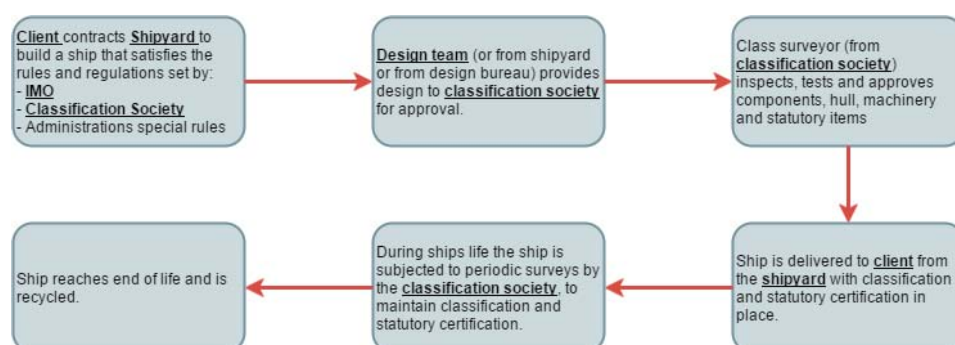 Client contracts Shipyard to
build a ship that satisfies the
rules and regulations set by:
- IMO
- Classification Society
- Administrations special rules
Design team (or from shipyard
or from design bureau) provides
design to classification society
for approval.
Class surveyor (from
classification society)
inspects, tests and approves
components, hull, machinery
and statutory items
Ship is delivered to client from
the shipyard with classification
and statutory certification in
place.
During ships life the ship is
subjected to periodic surveys by
the classification society, to
maintain classification and
statutory certification.
Ship reaches end of life and is
recycled.